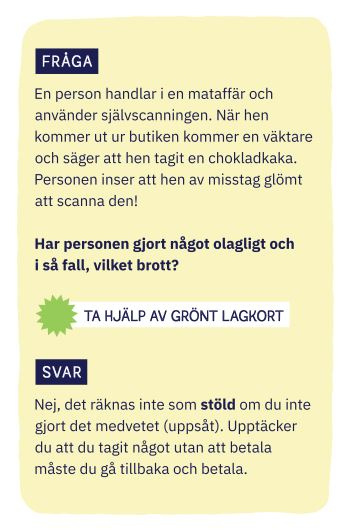 FRÅGA
En person handlar i en mataffär och
använder självscanningen. När hen
kommer ut ur butiken kommer en väktare
och säger att hen tagit en chokladkaka.
Personen inser att hen av misstag glömt
att scanna den!
Har personen gjort något olagligt och
i så fall, vilket brott?
TA HJÄLP AV GRÖNT LAGKORT
SVAR
Nej, det räknas inte som stöld om du inte
gjort det medvetet (uppsåt). Upptäcker
du att du tagit något utan att betala
måste du gå tillbaka och betala.